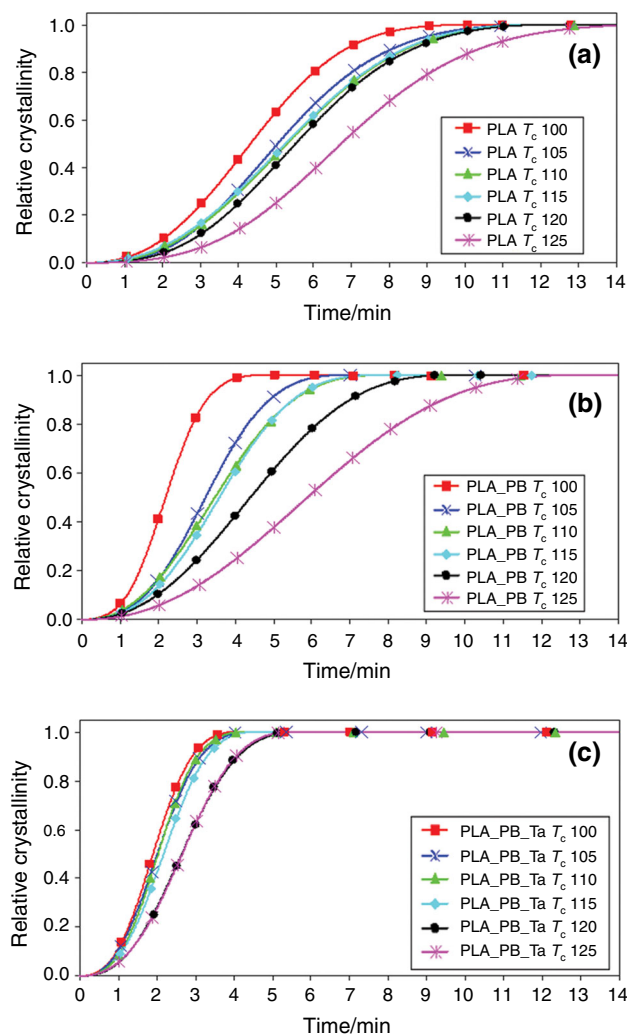 (a)
Relative crystallinity
1.0
0.8
0.6
0.4
0.2
0.0
PLA Tc 100
PLA Tc 105
PLA Tc 110
PLA Tc 115
PLA Tc 120
PLA Tc 125
0 1 2 3 4 5 6 7 8 9 10 11 12 13 14
Time/min
(b)
Relative crystallinity
1.0
0.8
0.6
0.4
0.2
0.0
PLA_PB Tc 100
PLA_PB Tc 105
PLA_PB Tc 110
PLA_PB Tc 115
PLA_PB Tc 120
PLA_PB Tc 125
0 1 2 3 4 5 6 7 8 9 10 11 12 13 14
Time/min
(c)
Relative crystallinity
1.0
0.8
0.6
0.4
0.2
0.0
PLA_PB_Ta Tc 100
PLA_PB_Ta Tc 105
PLA_PB_Ta Tc 110
PLA_PB_Ta Tc 115
PLA_PB_Ta Tc 120
PLA_PB_Ta Tc 125
0 1 2 3 4 5 6 7 8 9 10 11 12 13 14
Time/min